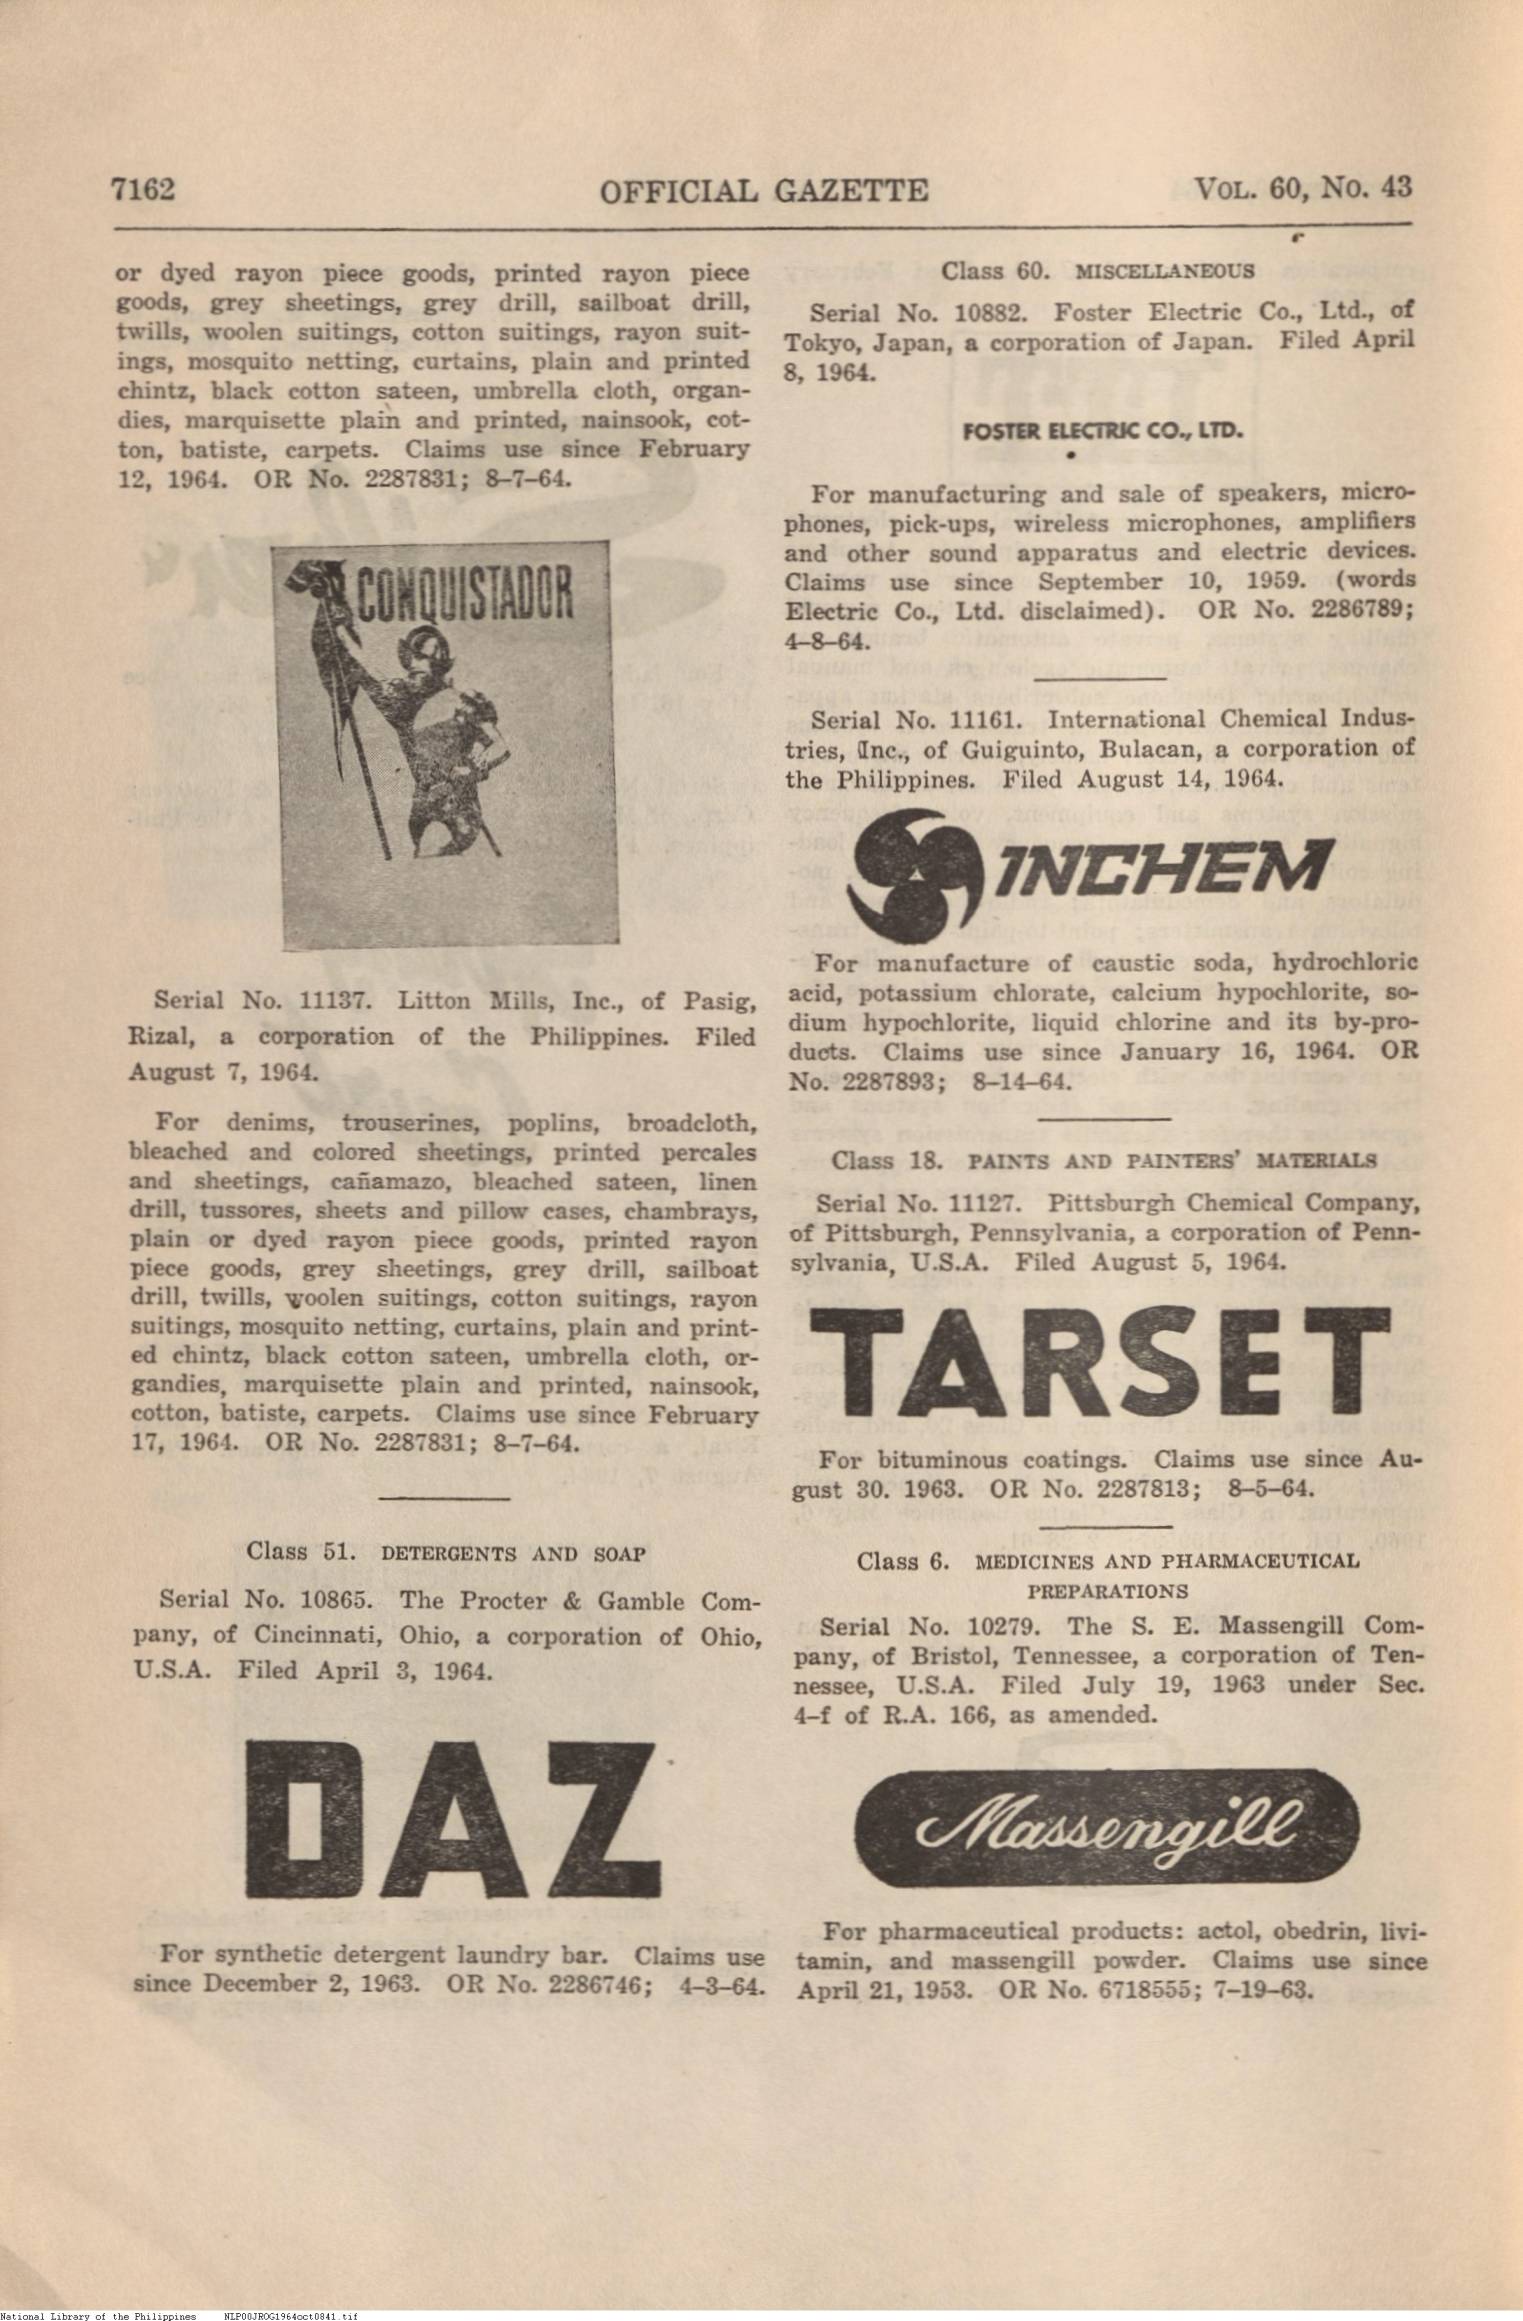 7162 OFFICIAL GAZETTE VOL. 60, NO. 43
or dyed rayon piece goods, printed rayon piece
goods, grey sheetings, grey drill, sailboat drill,
twills, woolen suitings, cotton suitings, rayon suit-
ings, mosquito netting, curtains, plain and printed
chintz, black cotton sateen, umbrella cloth, organ-
dies, marquisette plain and printed, nainsook, cot-
ton, batiste, carpets. Claims use since February
12, 1964. OR No. 2287831; 8–7–64.
CONQUISTADOR
Serial No. 11137. Litton Mills, Inc., of Pasig,
Rizal, a corporation of the Philippines. Filed
August 7, 1964.
For denims, trouserines, poplins, broadcloth,
bleached and colored sheetings, printed percales
and sheetings, cañamazo, bleached sateen, linen
drill, tussores, sheets and pillow cases, chambrays,
plain or dyed rayon piece goods, printed rayon
piece goods, grey sheetings, grey drill, sailboat
drill, twills, woolen suitings, cotton suitings, rayon
suitings, mosquito netting, curtains, plain and print-
ed chintz, black cotton sateen, umbrella cloth, or-
gandies, marquisette plain and printed, nainsook,
cotton, batiste, carpets. Claims use since February
17, 1964. OR No. 2287831; 8–7–64.
Class 51. DETERGENTS AND SOAP
Serial No. 10865. The Procter & Gamble Com-
pany, of Cincinnati, Ohio, a corporation of Ohio,
U.S.A. Filed April 3, 1964.
DAZ
For synthetic detergent laundry bar. Claims use
since December 2, 1963. OR No. 2286746; 4–3–64.
Class 60. MISCELLANEOUS
Serial No. 10882. Foster Electric Co., Ltd., of
Tokyo, Japan, a corporation of Japan. Filed April
8, 1964.
FOSTER ELECTRIC CO., LTD.
For manufacturing and sale of speakers, micro-
phones, pick-ups, wireless microphones, amplifiers
and other sound apparatus and electric devices.
Claims use since September 10, 1959. (words
Electric Co., Ltd. disclaimed). OR No. 2286789;
4–8–64.
Serial No. 11161. International Chemical Indus-
tries, Inc., of Guiguinto, Bulacan, a corporation of
the Philippines. Filed August 14, 1964.
INCHEM
For manufacture of caustic soda, hydrochloric
acid, potassium chlorate, calcium hypochlorite, so-
dium hypochlorite, liquid chlorine and its by-pro-
ducts. Claims use since January 16, 1964. OR
No. 2287893; 8–14–64.
Class 18. PAINTS AND PAINTERS' MATERIALS
Serial No. 11127. Pittsburgh Chemical Company,
of Pittsburgh, Pennsylvania, a corporation of Penn-
sylvania, U.S.A. Filed August 5, 1964.
TARSET
For bituminous coatings. Claims use since Au-
gust 30. 1963. OR No. 2287813; 8–5–64.
Class 6. MEDICINES AND PHARMACEUTICAL
PREPARATIONS
Serial No. 10279. The S. E. Massengill Com-
pany, of Bristol, Tennessee, a corporation of Ten-
nessee, U.S.A. Filed July 19, 1963 under Sec.
4–f of R.A. 166, as amended.
Massengill
For pharmaceutical products: actol, obedrin, livi-
tamin, and massengill powder. Claims use since
April 21, 1953. OR No. 6718555; 7–19–63.
National Library of the Philippines NLP00JROG1964oct0841.tif